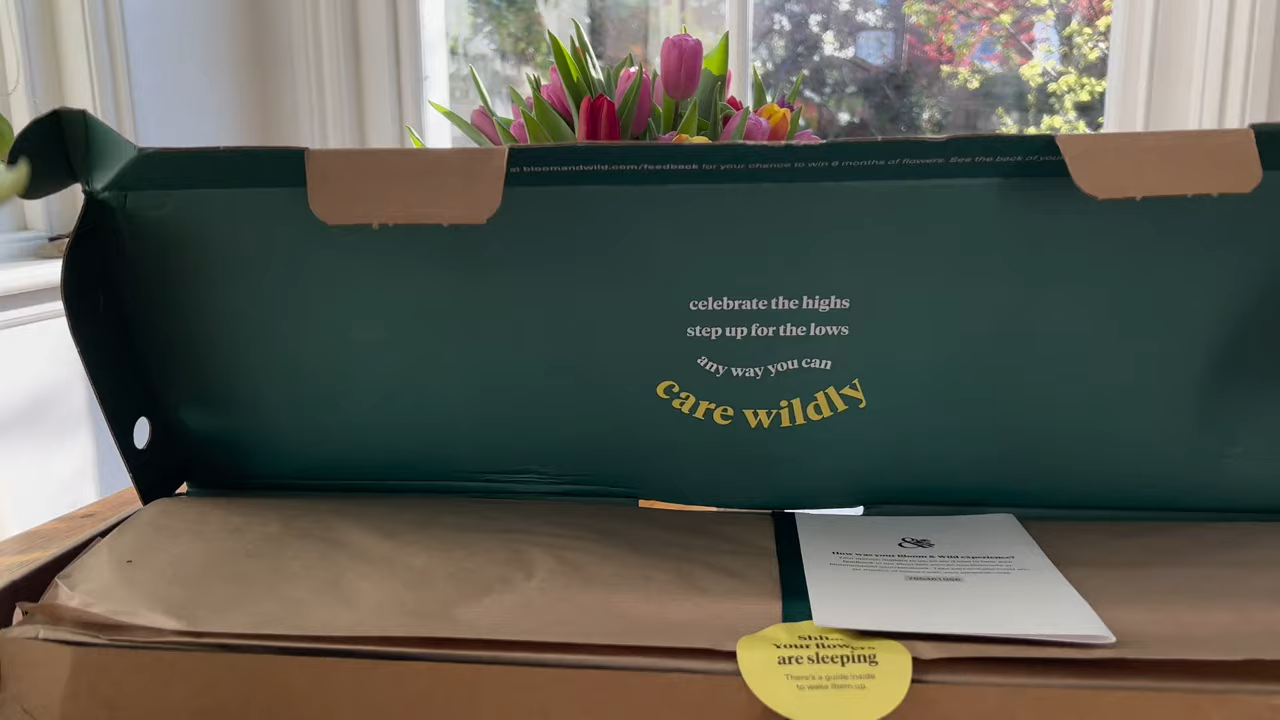 at bloomandwild.com/feedback for your chance to win 6 months of flowers. See the back of your
celebrate the highs
step up for the lows
any way you can
care wildly
&
How was your Bloom & Wild experience?
Shh...
Your flowers
are sleeping
There's a guide inside
to wake them up.